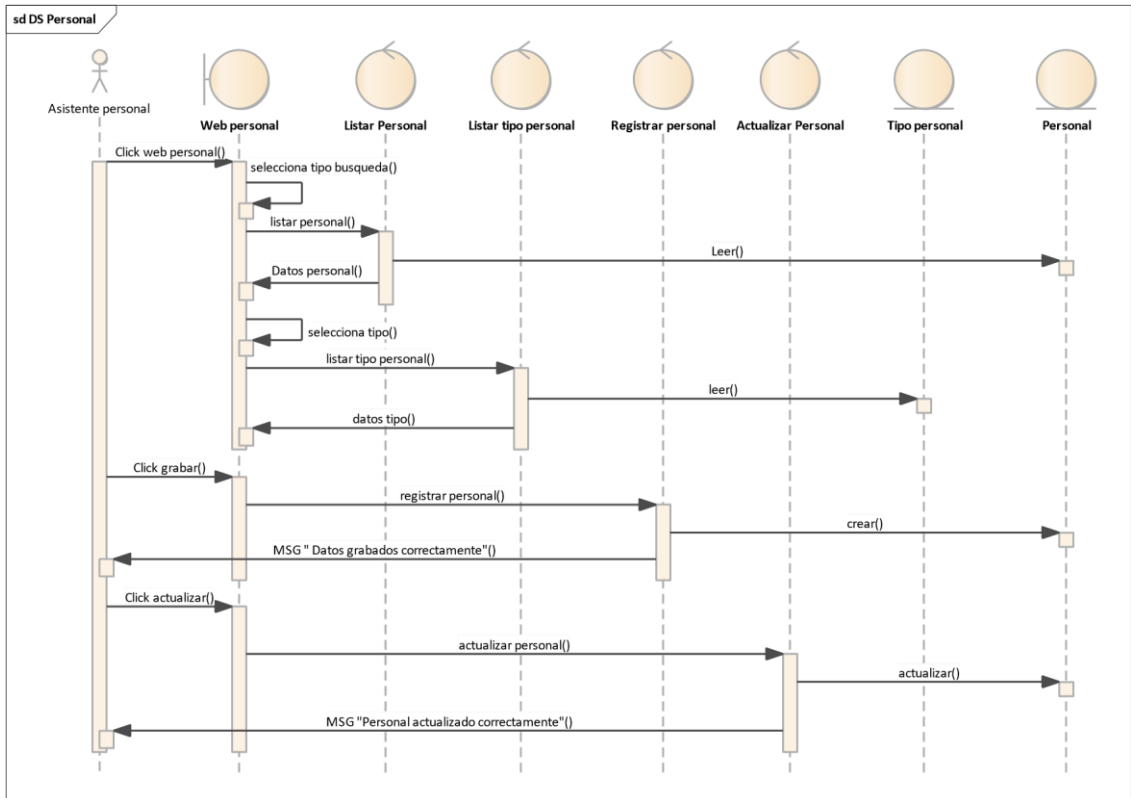 sd DS Personal
Asistente personal
Web personal
Listar Personal
Listar tipo personal
Registrar personal
Actualizar Personal
Tipo personal
Personal
Click web personal()
selecciona tipo busqueda()
listar personal()
Leer()
Datos personal()
selecciona tipo()
listar tipo personal()
leer()
datos tipo()
Click grabar()
registrar personal()
crear()
MSG " Datos grabados correctamente"()
Click actualizar()
actualizar personal()
actualizar()
MSG "Personal actualizado correctamente"()